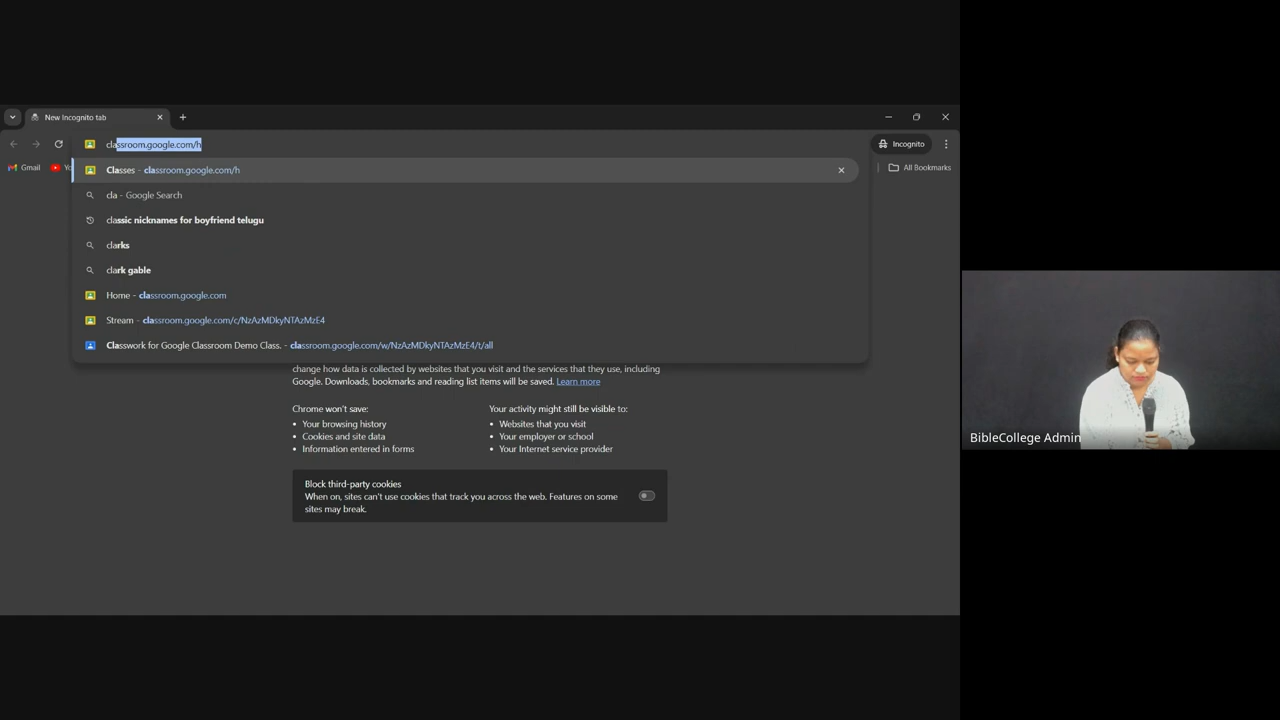 New Incognito tab
classroom.google.com/h
Incognito
Gmail
Yo
All Bookmarks
Classes - classroom.google.com/h
cla - Google Search
classic nicknames for boyfriend telugu
clarks
clark gable
Home - classroom.google.com
Stream - classroom.google.com/c/NzAzMDkyNTAzMzE4
Classwork for Google Classroom Demo Class. - classroom.google.com/w/NzAzMDkyNTAzMzE4/t/all
change how data is collected by websites that you visit and the services that they use, including
Google. Downloads, bookmarks and reading list items will be saved. Learn more
Chrome won't save:
• Your browsing history
• Cookies and site data
• Information entered in forms
Your activity might still be visible to:
• Websites that you visit
• Your employer or school
• Your Internet service provider
Block third-party cookies
When on, sites can't use cookies that track you across the web. Features on some
sites may break.
BibleCollege Admin